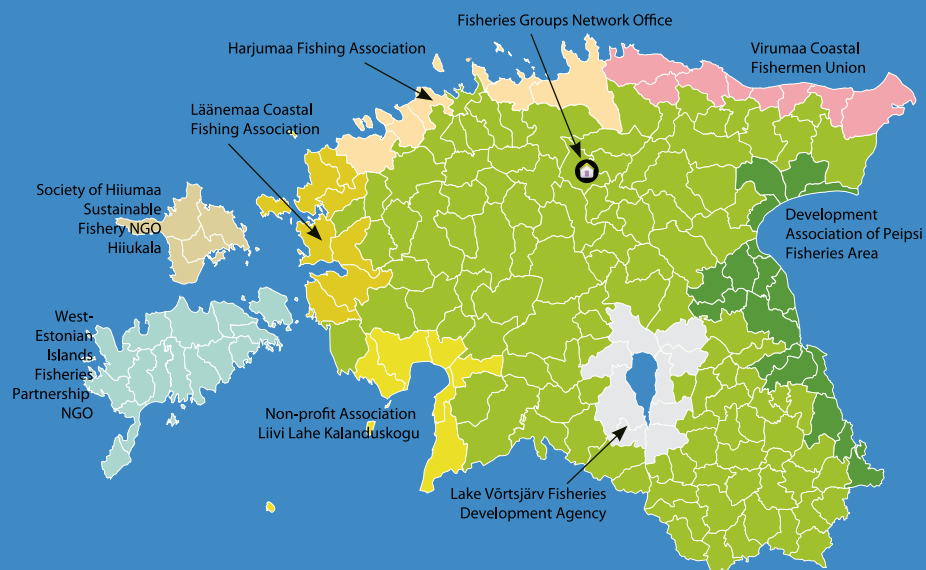 Fisheries Groups Network Office
Harjumaa Fishing Association
Virumaa Coastal
Fishermen Union
Läänemaa Coastal
Fishing Association
Society of Hiiumaa
Sustainable
Fishery NGO
Hiiukala
Development
Association of Peipsi
Fisheries Area
West-
Estonian
Islands
Fisheries
Partnership
NGO
Non-profit Association
Liivi Lahe Kalanduskogu
Lake Võrtsjärv Fisheries
Development Agency